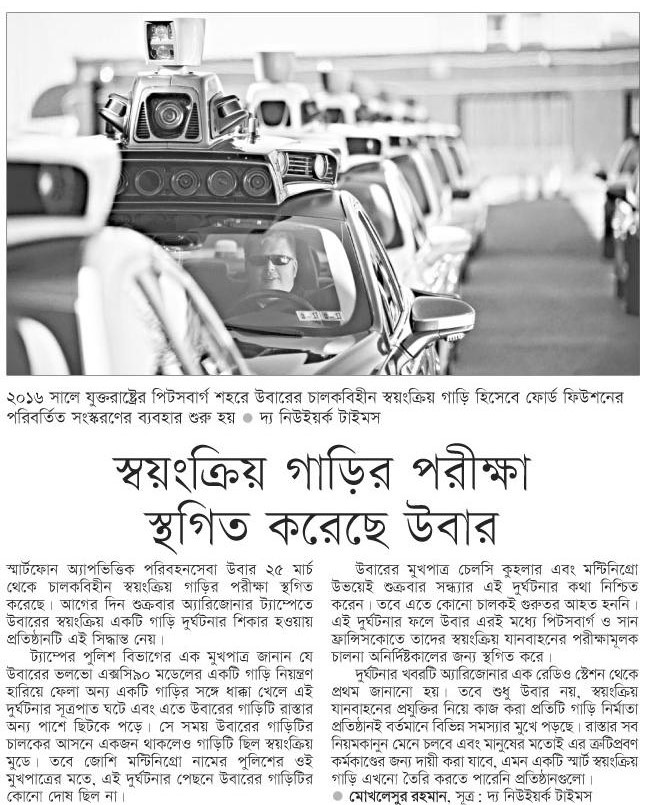 ২০১৬ সালে যুক্তরাষ্ট্রের পিটসবার্গ শহরে উবারের চালকবিহীন স্বয়ংক্রিয় গাড়ি হিসেবে ফোর্ড ফিউশনের
পরিবর্তিত সংস্করণের ব্যবহার শুরু হয় ● দ্য নিউইয়র্ক টাইমস
স্বয়ংক্রিয় গাড়ির পরীক্ষা
স্থগিত করেছে উবার
স্মার্টফোন অ্যাপভিত্তিক পরিবহনসেবা উবার ২৫ মার্চ
থেকে চালকবিহীন স্বয়ংক্রিয় গাড়ির পরীক্ষা স্থগিত
করেছে। আগের দিন শুক্রবার অ্যারিজোনার ট্যাম্পেতে
উবারের স্বয়ংক্রিয় একটি গাড়ি দুর্ঘটনার শিকার হওয়ায়
প্রতিষ্ঠানটি এই সিদ্ধান্ত নেয়।
ট্যাম্পের পুলিশ বিভাগের এক মুখপাত্র জানান যে
উবারের ভলভো এক্সসি৯০ মডেলের একটি গাড়ি নিয়ন্ত্রণ
হারিয়ে ফেলা অন্য একটি গাড়ির সঙ্গে ধাক্কা খেলে এই
দুর্ঘটনার সূত্রপাত ঘটে এবং এতে উবারের গাড়িটি রাস্তার
অন্য পাশে ছিটকে পড়ে। সে সময় উবারের গাড়িটির
চালকের আসনে একজন থাকলেও গাড়িটি ছিল স্বয়ংক্রিয়
মুডে। তবে জোশি মন্টিনিগ্রো নামের পুলিশের ওই
মুখপাত্রের মতে, এই দুর্ঘটনার পেছনে উবারের গাড়িটির
কোনো দোষ ছিল না।
উবারের মুখপাত্র চেলসি কুহলার এবং মন্টিনিগ্রো
উভয়েই শুক্রবার সন্ধ্যার এই দুর্ঘটনার কথা নিশ্চিত
করেন। তবে এতে কোনো চালকই গুরুতর আহত হননি।
এই দুর্ঘটনার ফলে উবার এরই মধ্যে পিটসবার্গ ও সান
ফ্রান্সিসকোতে তাদের স্বয়ংক্রিয় যানবাহনের পরীক্ষামূলক
চালনা অনির্দিষ্টকালের জন্য স্থগিত করে।
দুর্ঘটনার খবরটি অ্যারিজোনার এক রেডিও স্টেশন থেকে
প্রথম জানানো হয়। তবে শুধু উবার নয়, স্বয়ংক্রিয়
যানবাহনের প্রযুক্তির নিয়ে কাজ করা প্রতিটি গাড়ি নির্মাতা
প্রতিষ্ঠানই বর্তমানে বিভিন্ন সমস্যার মুখে পড়ছে। রাস্তার সব
নিয়মকানুন মেনে চলবে এবং মানুষের মতোই এর ত্রুটিপ্রবণ
কর্মকাণ্ডের জন্য দায়ী করা যাবে, এমন একটি স্মার্ট স্বয়ংক্রিয়
গাড়ি এখনো তৈরি করতে পারেনি প্রতিষ্ঠানগুলো।
● মোখলেসুর রহমান, সূত্র: দ্য নিউইয়র্ক টাইমস